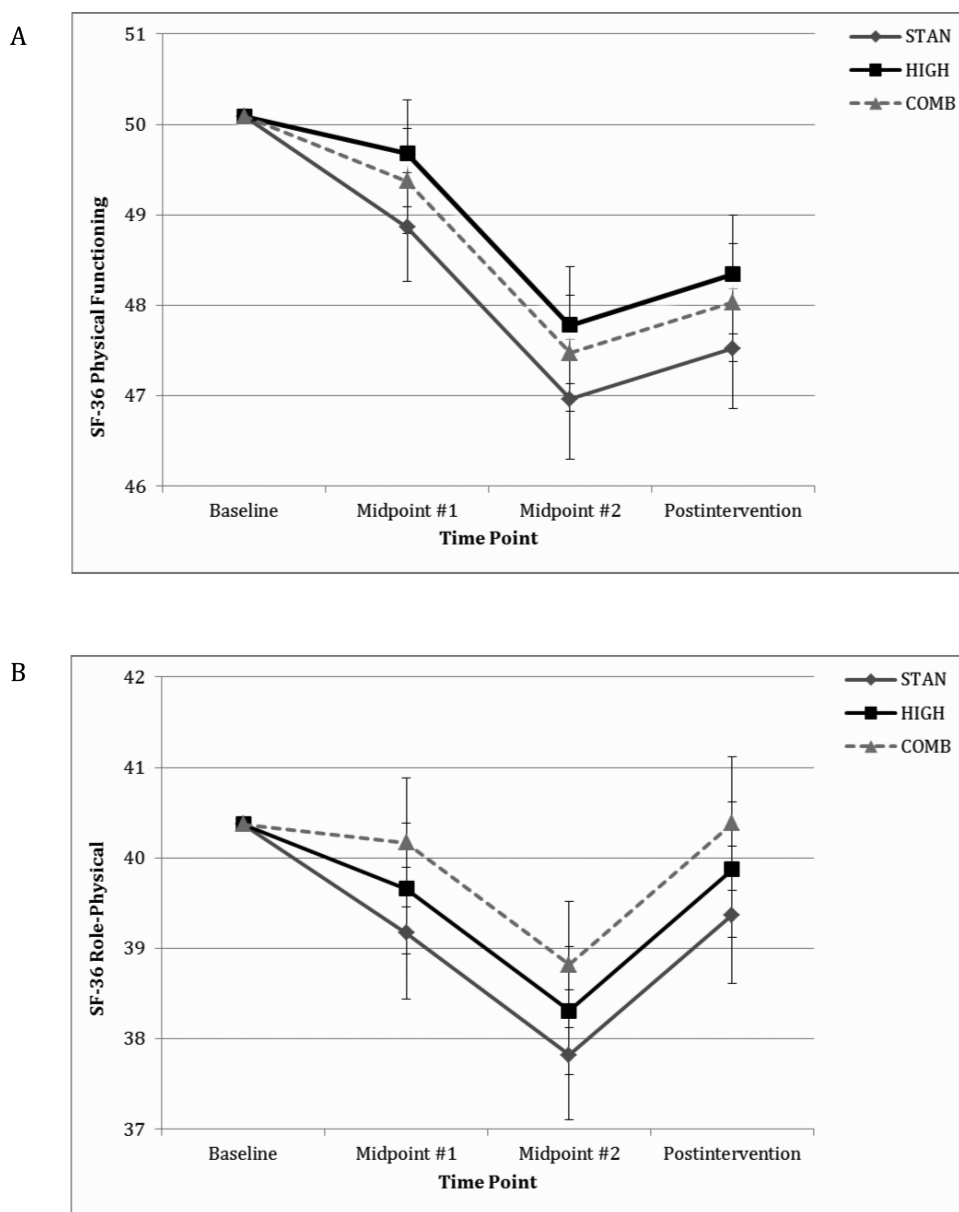 A
51
50
49
48
47
46
SF-36 Physical Functioning
Baseline Midpoint #1 Midpoint #2 Postintervention
Time Point
STAN
HIGH
COMB
B
42
41
40
39
38
37
SF-36 Role-Physical
Baseline Midpoint #1 Midpoint #2 Postintervention
Time Point
STAN
HIGH
COMB